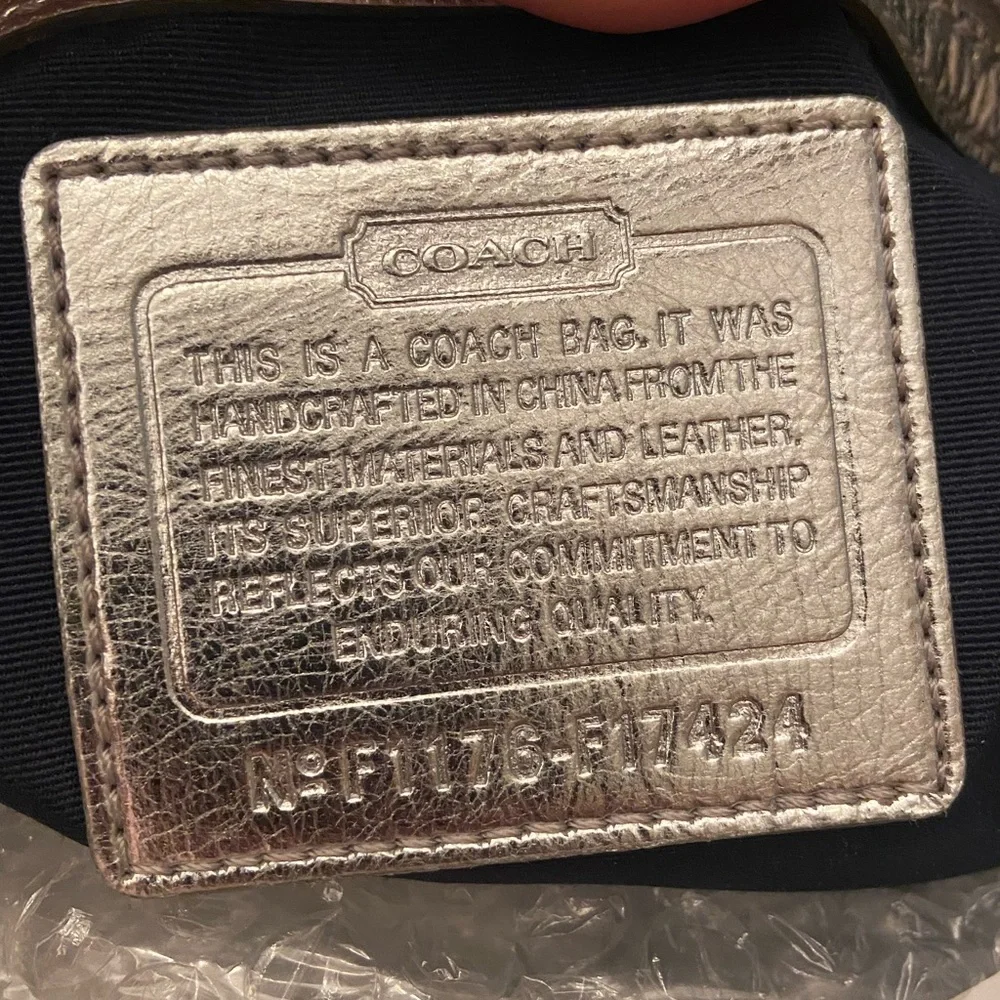 COACH
THIS IS A COACH BAG. IT WAS
HANDCRAFTED IN CHINA FROM THE
FINEST MATERIALS AND LEATHER.
ITS SUPERIOR CRAFTSMANSHIP
REFLECTS OUR COMMITMENT TO
ENDURING QUALITY.
Nº F1176-F17424